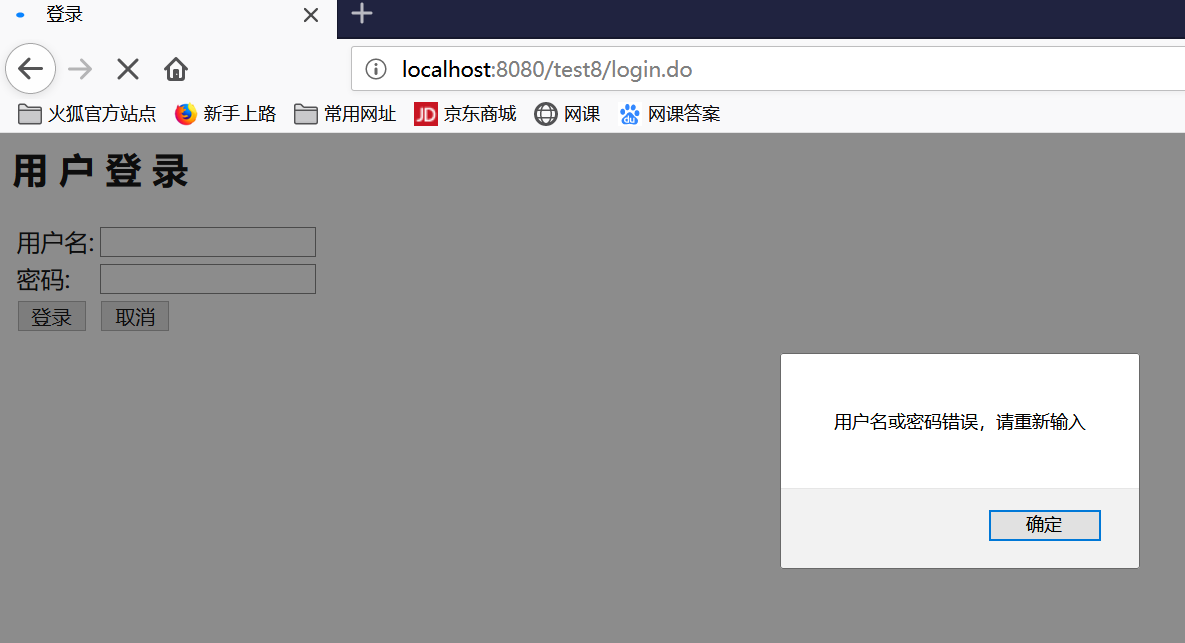 登录
localhost:8080/test8/login.do
火狐官方站点 新手上路 常用网址 JD 京东商城 网课 du 网课答案
用 户 登 录
用户名:
密码:
登录 取消
用户名或密码错误，请重新输入
确定